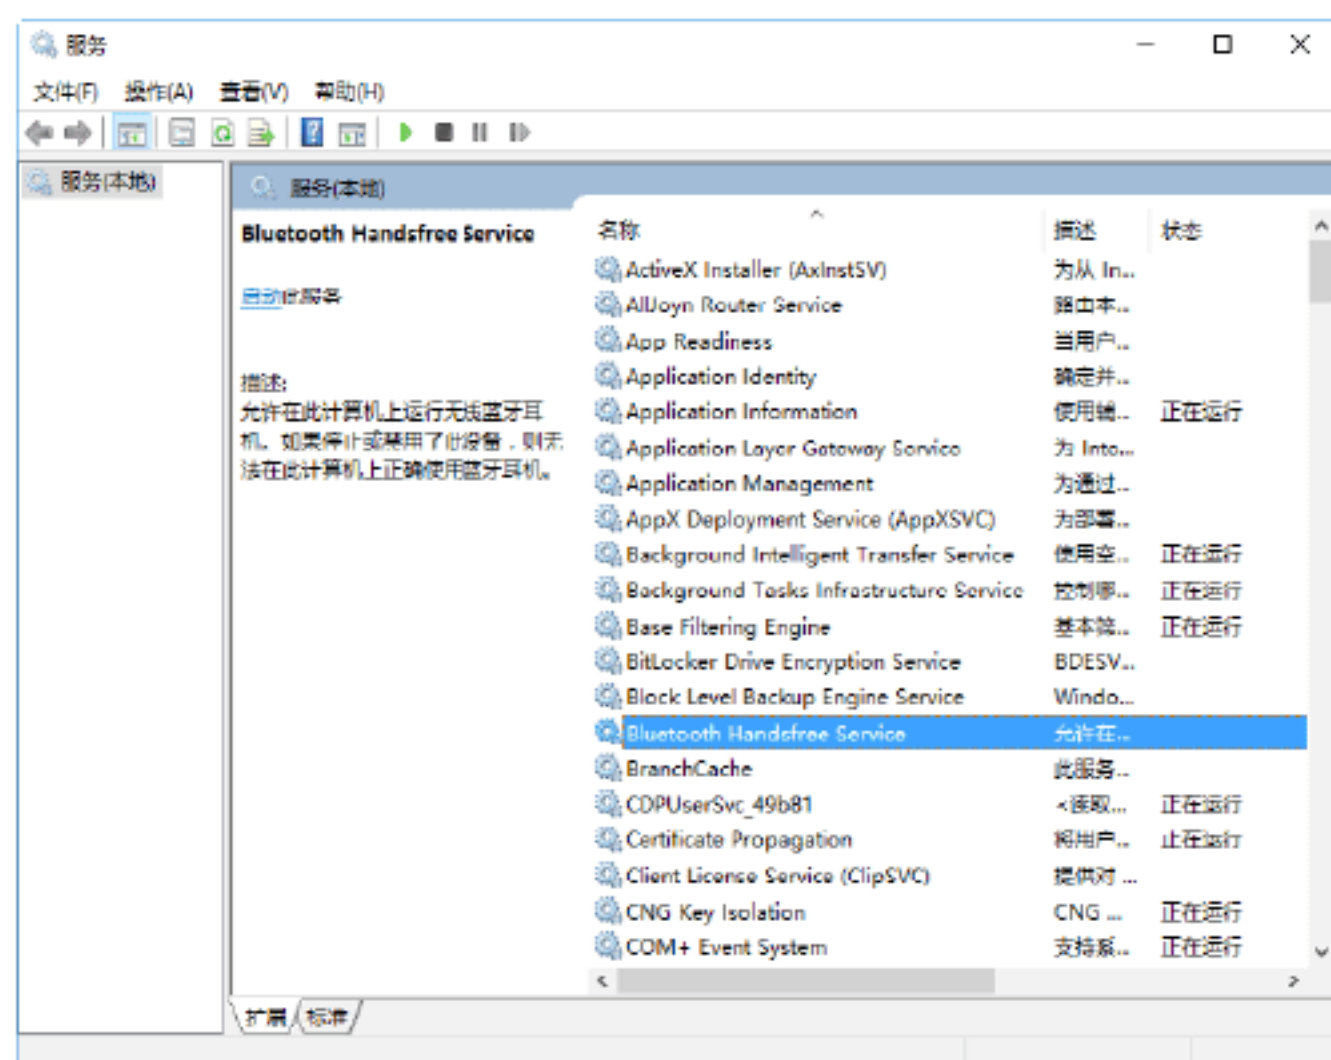 服务
文件(F) 操作(A) 查看(V) 帮助(H)
服务(本地)
服务(本地)
Bluetooth Handsfree Service
启动此服务
描述:
允许在此计算机上运行无线蓝牙耳
机。如果停止或禁用了此设备，则无
法在此计算机上正确使用蓝牙耳机。
名称 描述 状态
ActiveX Installer (AxInstSV) 为从 In...
AllJoyn Router Service 路由本...
App Readiness 当用户...
Application Identity 确定并...
Application Information 使用辅... 正在运行
Application Layer Gateway Service 为 Inte...
Application Management 为通过...
AppX Deployment Service (AppXSVC) 为部署...
Background Intelligent Transfer Service 使用空... 正在运行
Background Tasks Infrastructure Service 控制哪... 正在运行
Base Filtering Engine 基本筛... 正在运行
BitLocker Drive Encryption Service BDESV...
Block Level Backup Engine Service Windo...
Bluetooth Handsfree Service 允许在...
BranchCache 此服务...
CDPUserSvc_49b81 <读取... 正在运行
Certificate Propagation 将用户... 正在运行
Client License Service (ClipSVC) 提供对 ...
CNG Key Isolation CNG ... 正在运行
COM+ Event System 支持系... 正在运行
扩展 标准